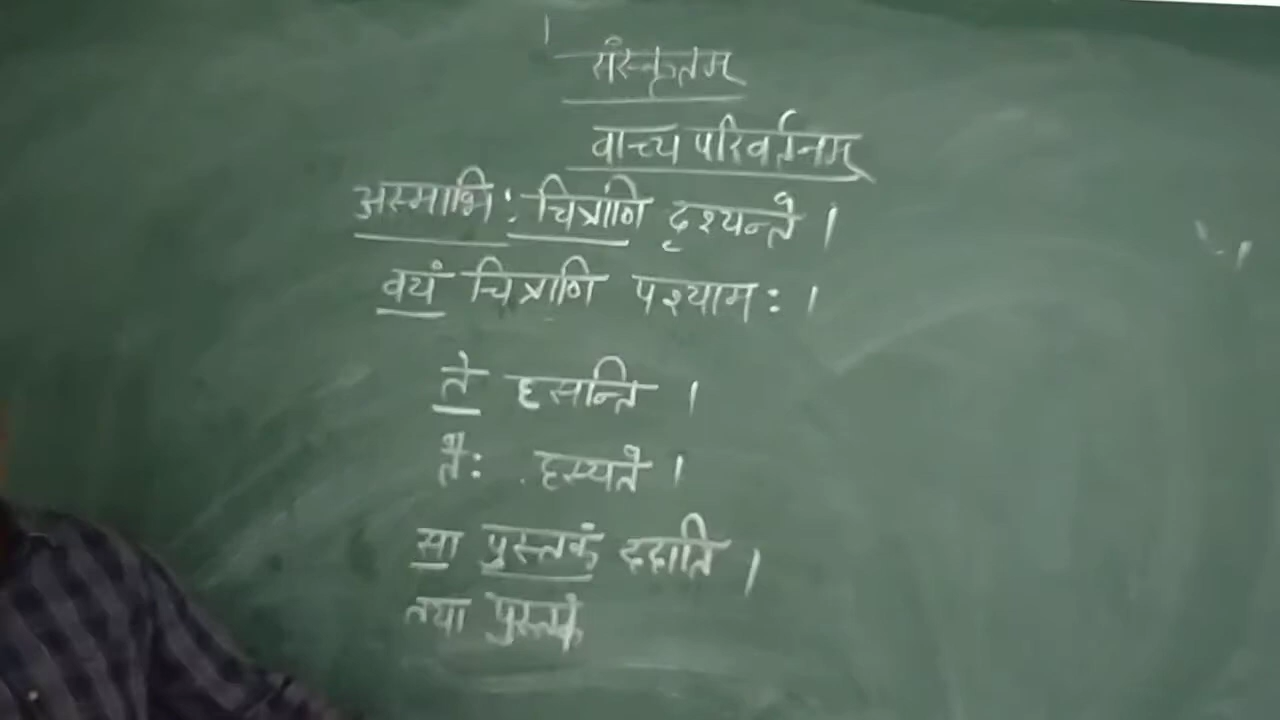 संस्कृतम्
वाच्य परिवर्तनम्
अस्माभि: चित्राणि दृश्यन्ते ।
वयं चित्राणि पश्याम: ।
ते हसन्ति ।
तै: हस्यते ।
सा पुस्तकं ददाति ।
तया पुस्तकं